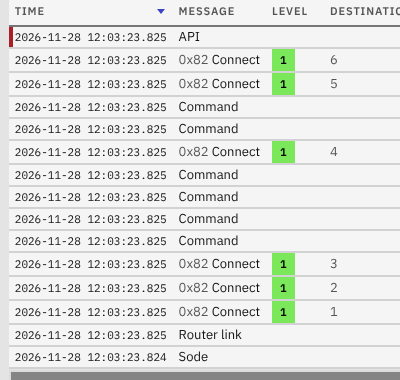 TIME MESSAGE LEVEL DESTINATIO
2026-11-28 12:03:23.825 API
2026-11-28 12:03:23.825 0x82 Connect 1 6
2026-11-28 12:03:23.825 0x82 Connect 1 5
2026-11-28 12:03:23.825 Command
2026-11-28 12:03:23.825 Command
2026-11-28 12:03:23.825 0x82 Connect 1 4
2026-11-28 12:03:23.825 Command
2026-11-28 12:03:23.825 Command
2026-11-28 12:03:23.825 Command
2026-11-28 12:03:23.825 Command
2026-11-28 12:03:23.825 0x82 Connect 1 3
2026-11-28 12:03:23.825 0x82 Connect 1 2
2026-11-28 12:03:23.825 0x82 Connect 1 1
2026-11-28 12:03:23.825 Router link
2026-11-28 12:03:23.824 Sode